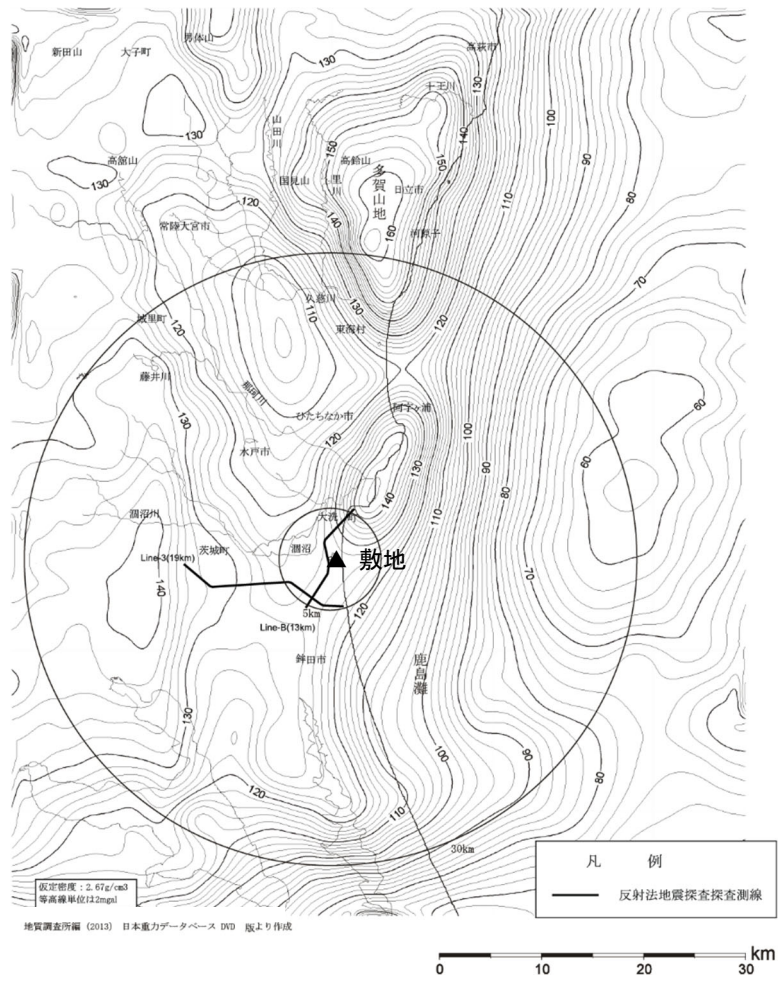 男体山
新田山
大子町
高萩市
130
130
十王川
100
山田川
140
90
130
150
高舘山
高鈴山
150
80
130
国見山
里川
多賀山地
日立市
120
110
140
常陸大宮市
160
河原子
70
久慈川
110
130
城里町
120
東海村
120
藤井川
60
那珂川
阿字ヶ浦
130
ひたちなか市
100
120
60
水戸市
130
90
140
80
110
涸沼川
大洗町
茨城町
涸沼
Line-3(19km)
敷地
70
140
120
5km
Line-B(13km)
鉾田市
鹿島灘
130
100
90
80
120
110
30km
凡 例
反射法地震探査探査測線
仮定密度：2.67g/cm3
等高線単位は2mgal
地質調査所編 (2013) 日本重力データベース DVD 版より作成
km
0 10 20 30